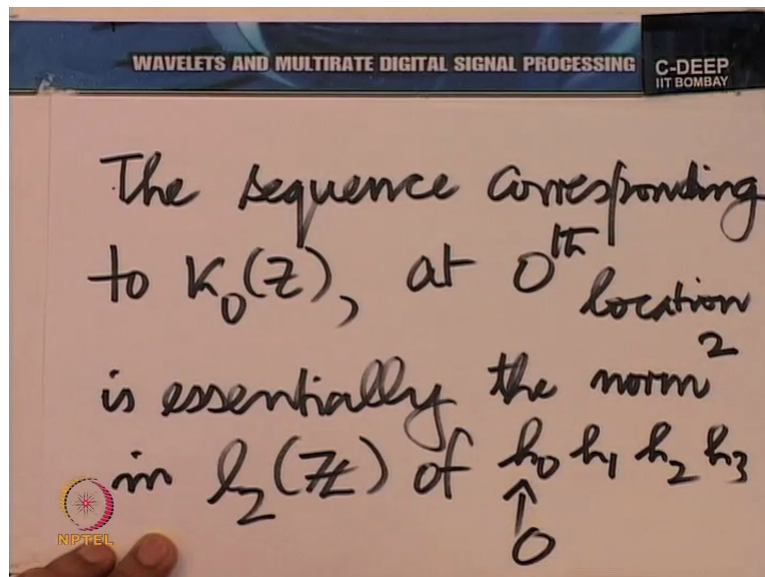 WAVELETS AND MULTIRATE DIGITAL SIGNAL PROCESSING
C-DEEP
IIT BOMBAY
The sequence corresponding
to K₀(Z), at 0th
location
is essentially the norm²
in l₂(ℤ) of h₀ h₁ h₂ h₃
↑
0
NPTEL